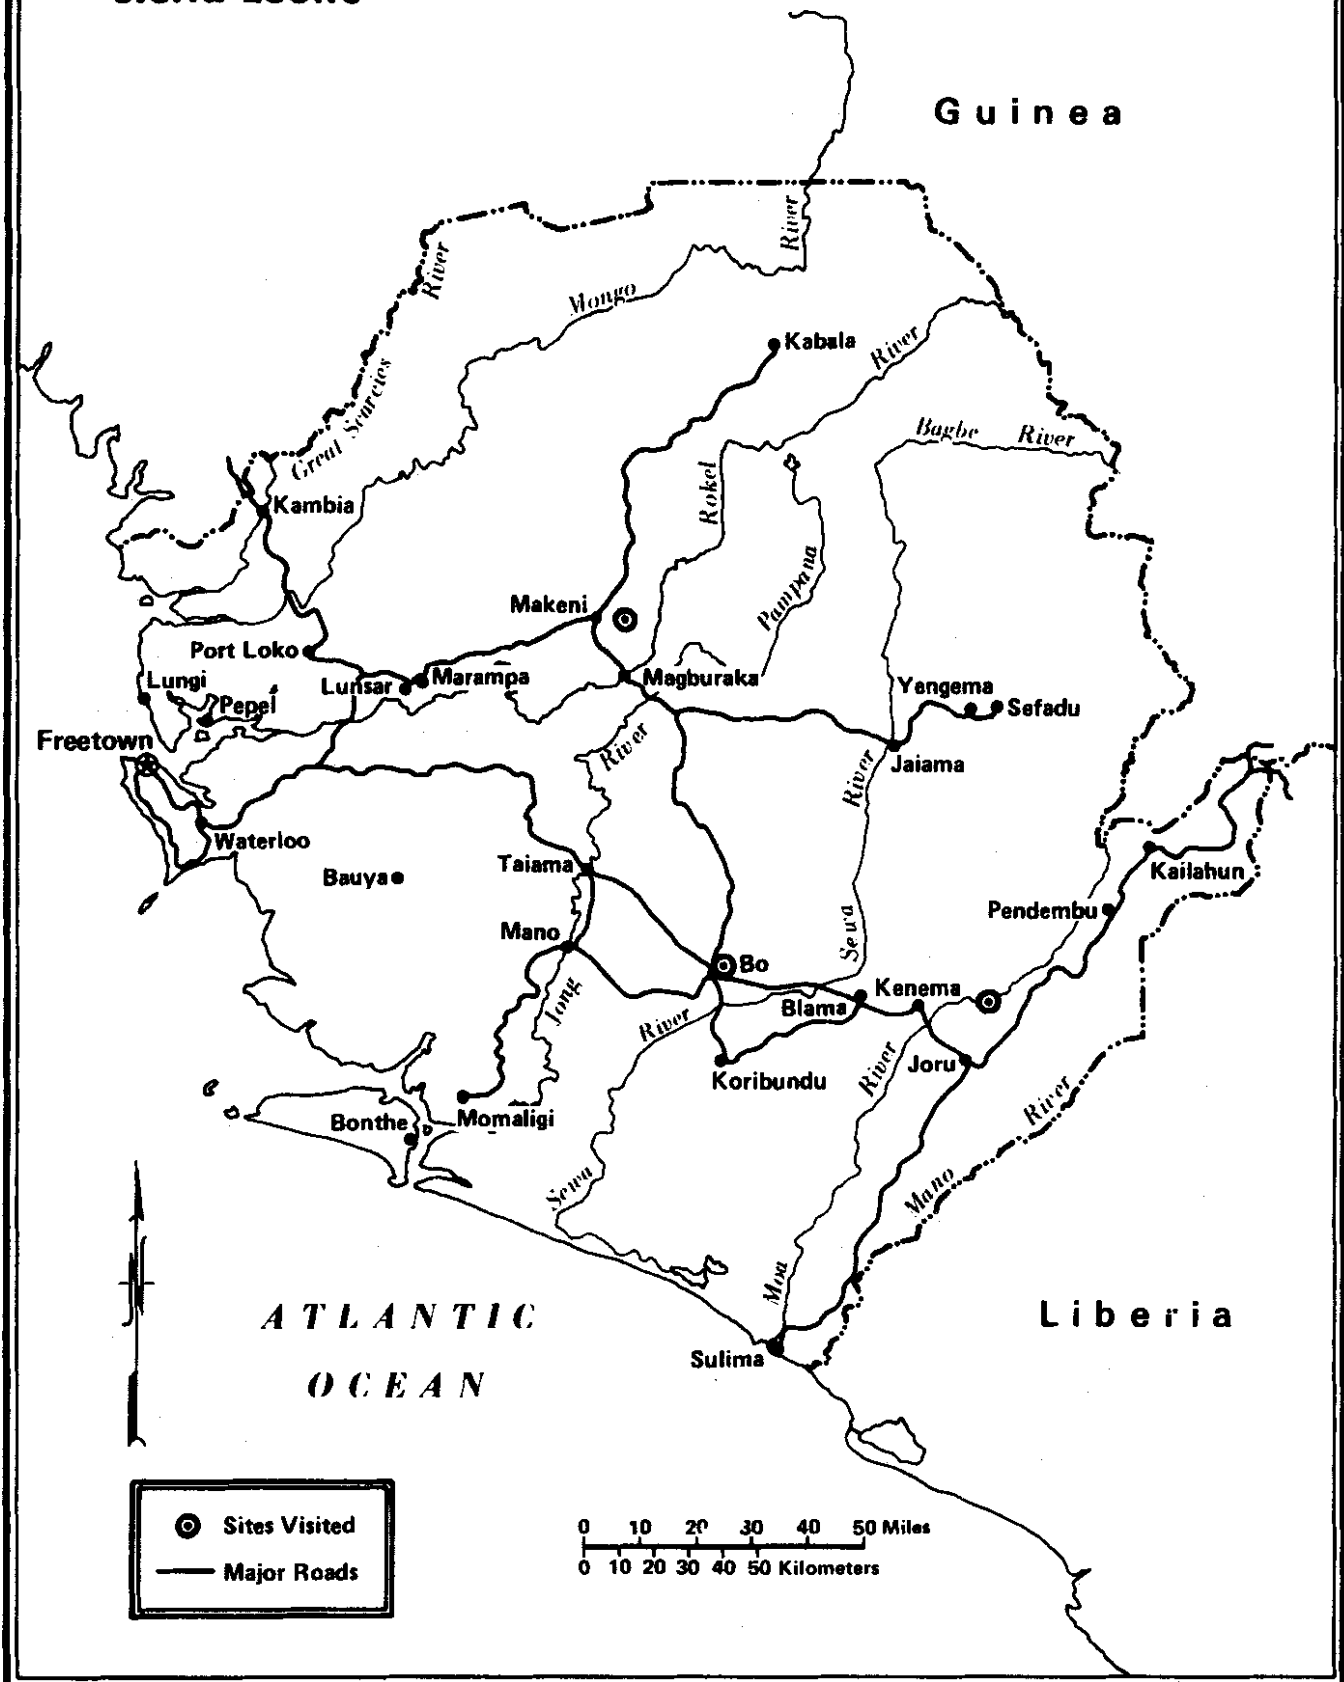 Sierra Leone
Guinea
River
River
Mongo
Kabala
River
Great Scarcies
Bagbe River
Rokel
Kambia
Pampana
Makeni
Port Loko
Magburaka
Lungi
Lunsar
Marampa
Yengema
Pepel
Sefadu
Freetown
River
Jaiama
River
Waterloo
Taiama
Kailahun
Bauya
Pendembu
Mano
Sewa
Bo
Jong
Kenema
Blama
River
Joru
River
Koribundu
River
Momaligi
Bonthe
Sewa
Mano
Moa
ATLANTIC
OCEAN
Liberia
Sulima
Sites Visited
Major Roads
0 10 20 30 40 50 Miles
0 10 20 30 40 50 Kilometers